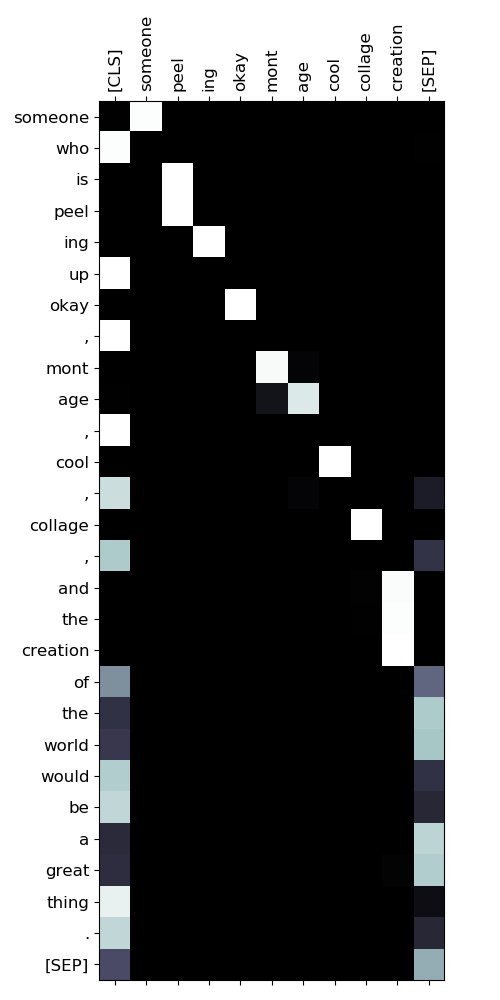 [CLS] someone peel ing okay mont age cool collage creation [SEP]
someone
who
is
peel
ing
up
okay
,
mont
age
,
cool
,
collage
,
and
the
creation
of
the
world
would
be
a
great
thing
.
[SEP]